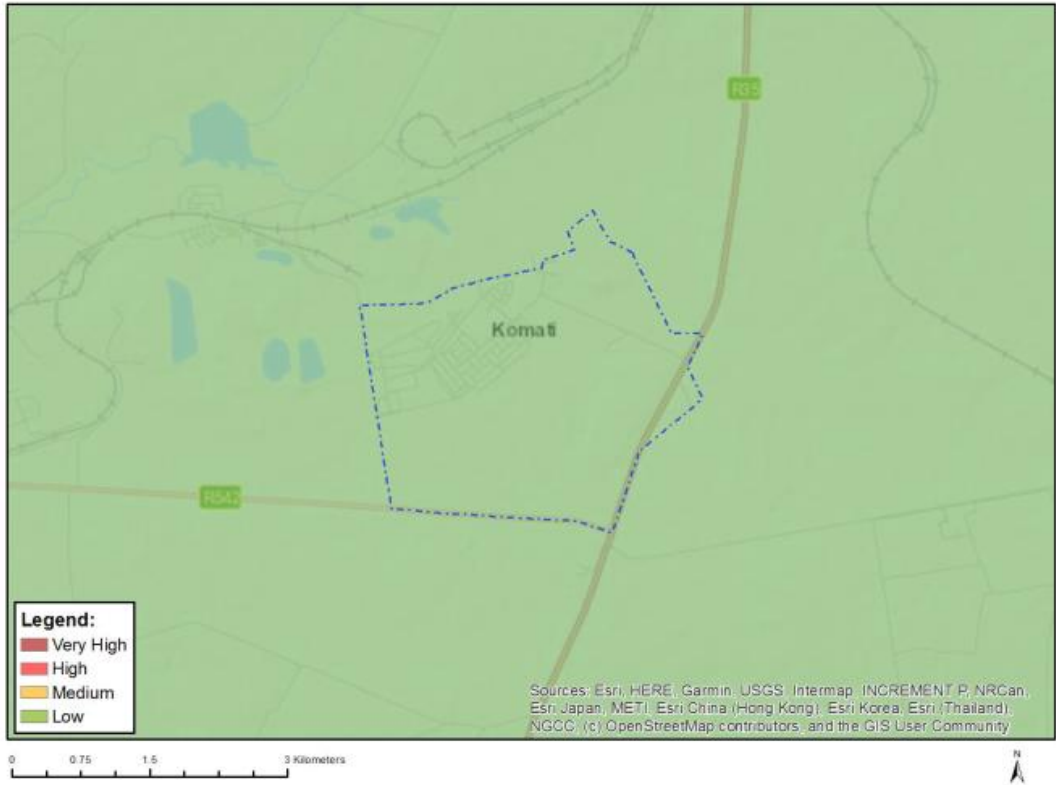 R35
Komati
R542
Legend:
Very High
High
Medium
Low
Sources: Esri, HERE, Garmin, USGS, Intermap, INCREMENT P, NRCan,
Esri Japan, METI, Esri China (Hong Kong), Esri Korea, Esri (Thailand),
NGCC, (c) OpenStreetMap contributors, and the GIS User Community
0 0.75 1.5 3 Kilometers
N